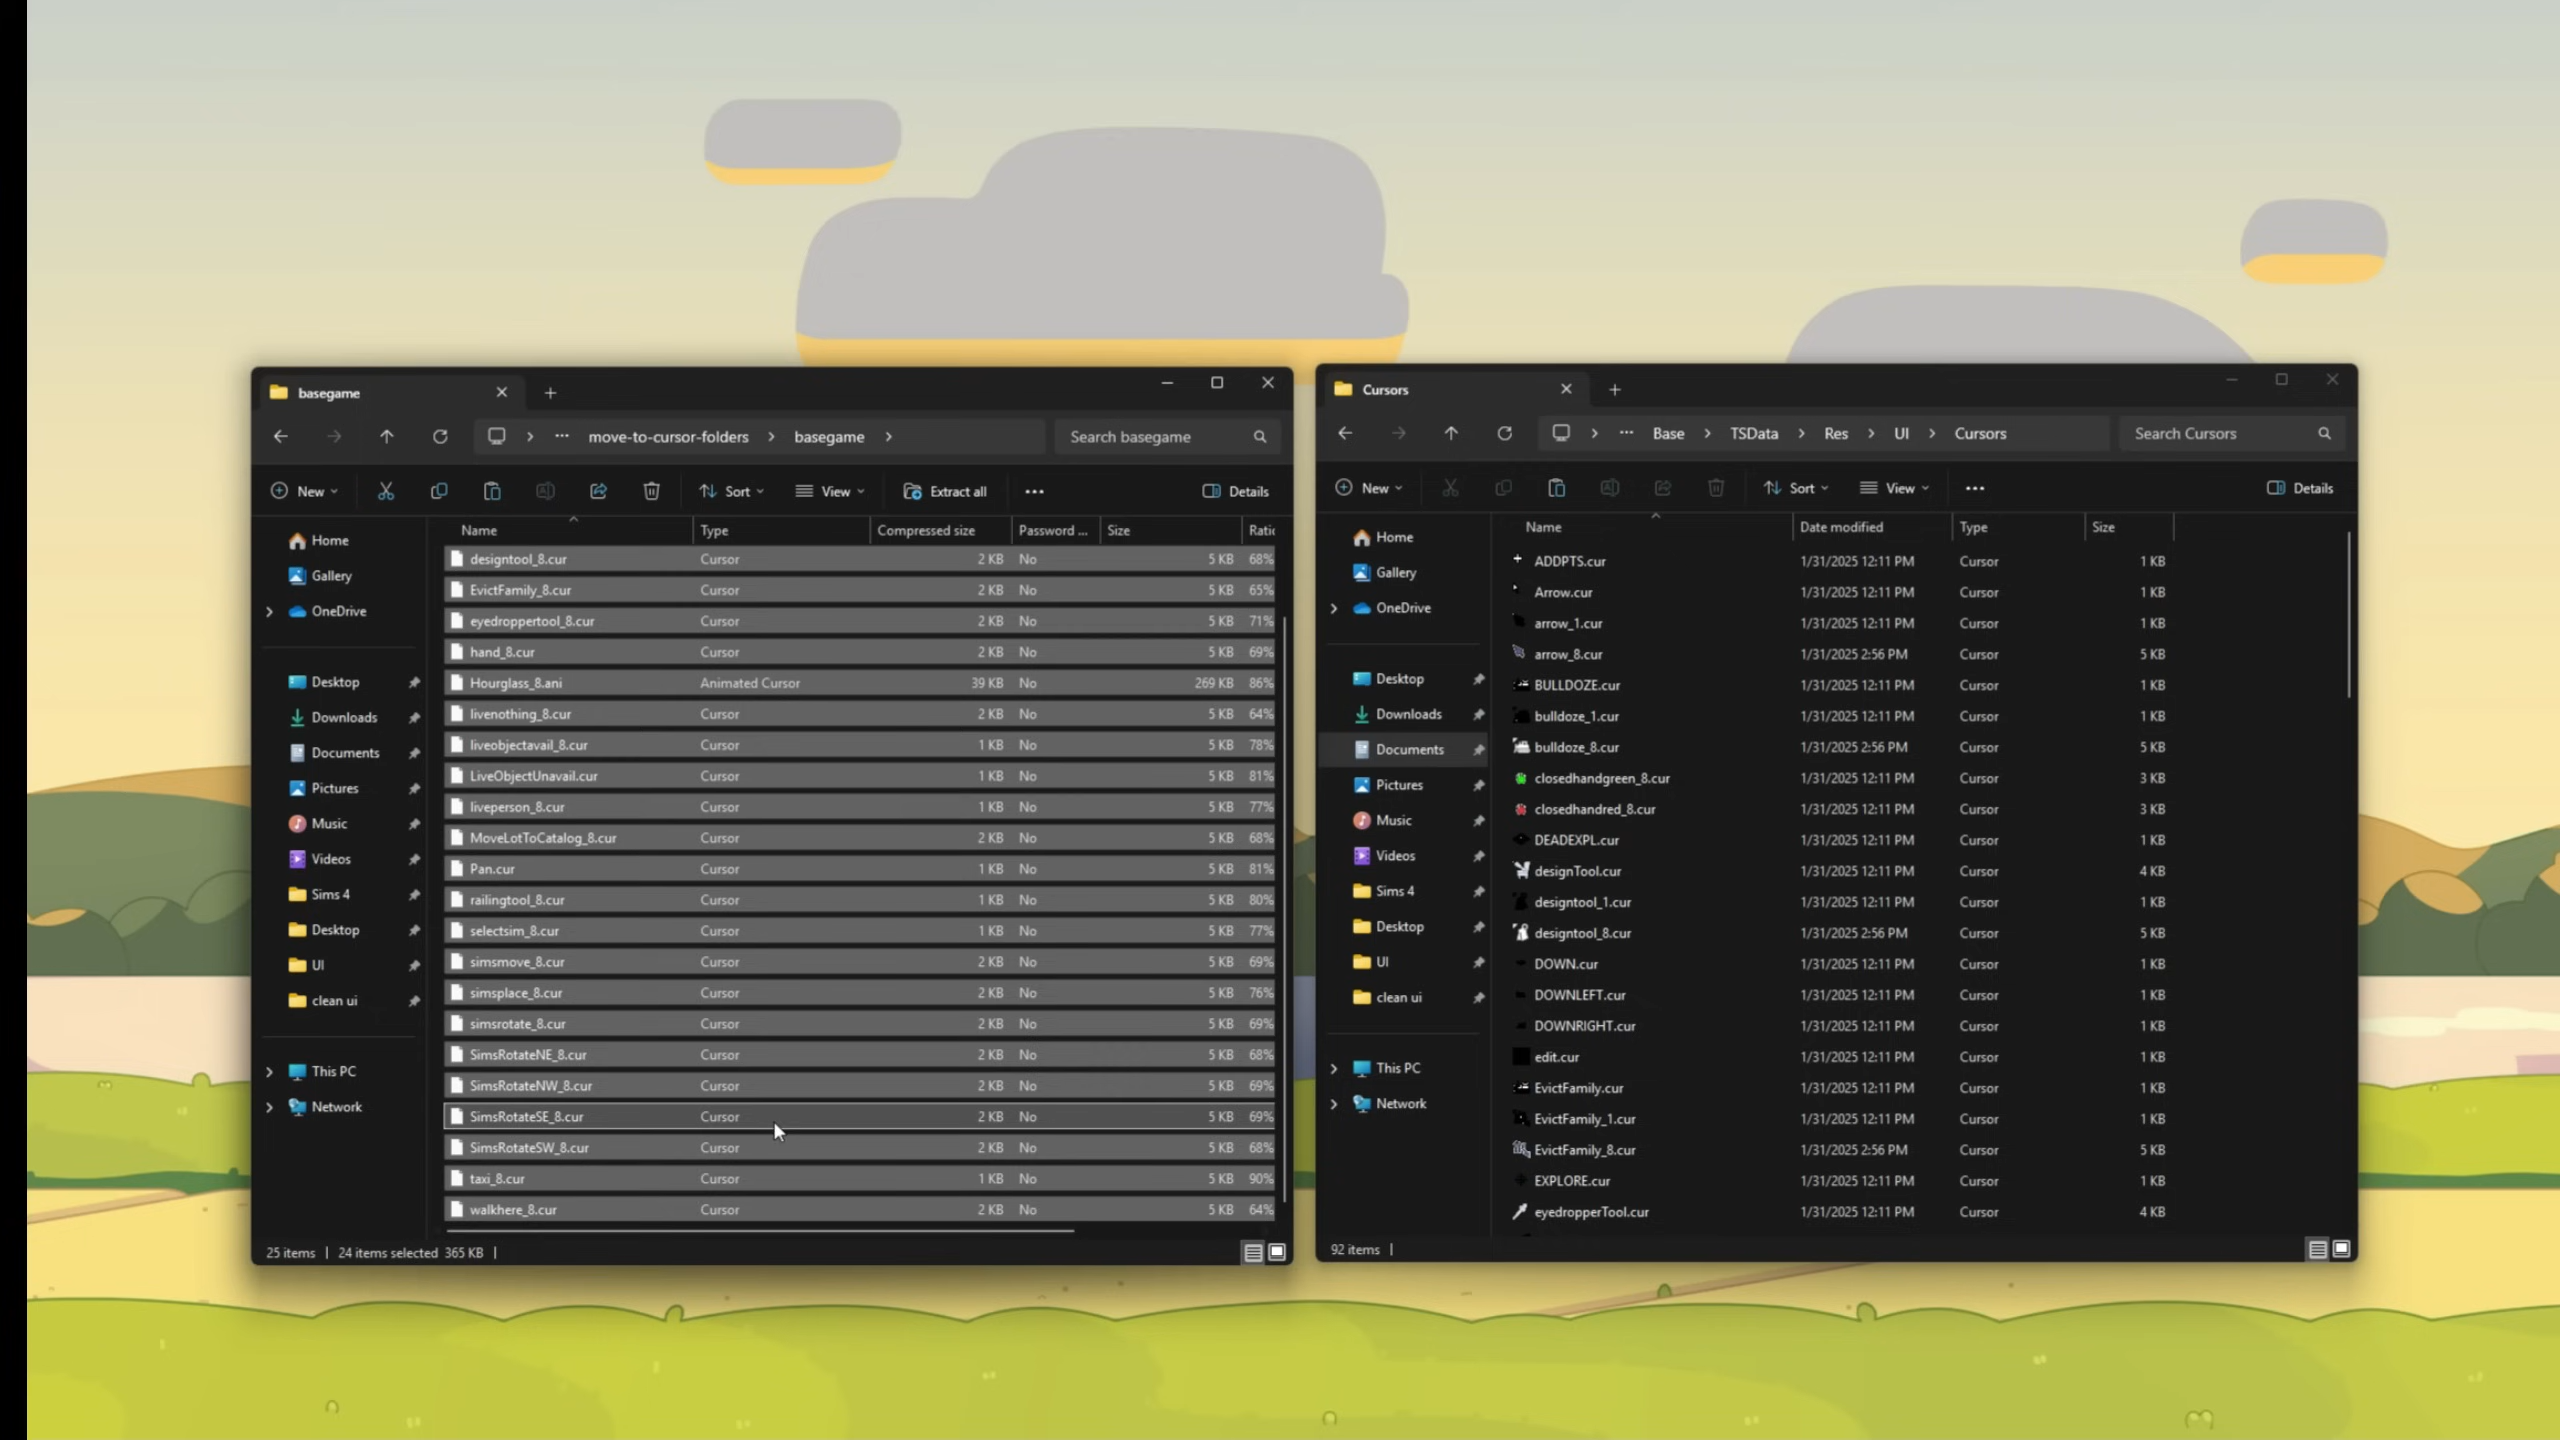 basegame
move-to-cursor-folders basegame Search basegame
New Sort View Extract all Details
Home
Gallery
OneDrive
Desktop
Downloads
Documents
Pictures
Music
Videos
Sims 4
Desktop
UI
clean ui
This PC
Network
Name Type Compressed size Password ... Size Ratio
designtool_8.cur Cursor 2 KB No 5 KB 68%
EvictFamily_8.cur Cursor 2 KB No 5 KB 65%
eyedroppertool_8.cur Cursor 2 KB No 5 KB 71%
hand_8.cur Cursor 2 KB No 5 KB 69%
Hourglass_8.ani Animated Cursor 39 KB No 269 KB 86%
livenothing_8.cur Cursor 2 KB No 5 KB 64%
liveobjectavail_8.cur Cursor 1 KB No 5 KB 78%
LiveObjectUnavail.cur Cursor 1 KB No 5 KB 81%
liveperson_8.cur Cursor 1 KB No 5 KB 77%
MoveLotToCatalog_8.cur Cursor 2 KB No 5 KB 68%
Pan.cur Cursor 1 KB No 5 KB 81%
railingtool_8.cur Cursor 1 KB No 5 KB 80%
selectsim_8.cur Cursor 1 KB No 5 KB 77%
simsmove_8.cur Cursor 2 KB No 5 KB 69%
simsplace_8.cur Cursor 2 KB No 5 KB 76%
simsrotate_8.cur Cursor 2 KB No 5 KB 69%
SimsRotateNE_8.cur Cursor 2 KB No 5 KB 68%
SimsRotateNW_8.cur Cursor 2 KB No 5 KB 69%
SimsRotateSE_8.cur Cursor 2 KB No 5 KB 69%
SimsRotateSW_8.cur Cursor 2 KB No 5 KB 68%
taxi_8.cur Cursor 1 KB No 5 KB 90%
walkhere_8.cur Cursor 2 KB No 5 KB 64%
25 items | 24 items selected 365 KB |
Cursors
Base TSData Res UI Cursors Search Cursors
New Sort View Details
Home
Gallery
OneDrive
Desktop
Downloads
Documents
Pictures
Music
Videos
Sims 4
Desktop
UI
clean ui
This PC
Network
Name Date modified Type Size
ADDPTS.cur 1/31/2025 12:11 PM Cursor 1 KB
Arrow.cur 1/31/2025 12:11 PM Cursor 1 KB
arrow_1.cur 1/31/2025 12:11 PM Cursor 1 KB
arrow_8.cur 1/31/2025 2:56 PM Cursor 5 KB
BULLDOZE.cur 1/31/2025 12:11 PM Cursor 1 KB
bulldoze_1.cur 1/31/2025 12:11 PM Cursor 1 KB
bulldoze_8.cur 1/31/2025 2:56 PM Cursor 5 KB
closedhandgreen_8.cur 1/31/2025 12:11 PM Cursor 3 KB
closedhandred_8.cur 1/31/2025 12:11 PM Cursor 3 KB
DEADEXPL.cur 1/31/2025 12:11 PM Cursor 1 KB
designTool.cur 1/31/2025 12:11 PM Cursor 4 KB
designtool_1.cur 1/31/2025 12:11 PM Cursor 1 KB
designtool_8.cur 1/31/2025 2:56 PM Cursor 5 KB
DOWN.cur 1/31/2025 12:11 PM Cursor 1 KB
DOWNLEFT.cur 1/31/2025 12:11 PM Cursor 1 KB
DOWNRIGHT.cur 1/31/2025 12:11 PM Cursor 1 KB
edit.cur 1/31/2025 12:11 PM Cursor 1 KB
EvictFamily.cur 1/31/2025 12:11 PM Cursor 1 KB
EvictFamily_1.cur 1/31/2025 12:11 PM Cursor 1 KB
EvictFamily_8.cur 1/31/2025 2:56 PM Cursor 5 KB
EXPLORE.cur 1/31/2025 12:11 PM Cursor 1 KB
eyedropperTool.cur 1/31/2025 12:11 PM Cursor 4 KB
92 items |